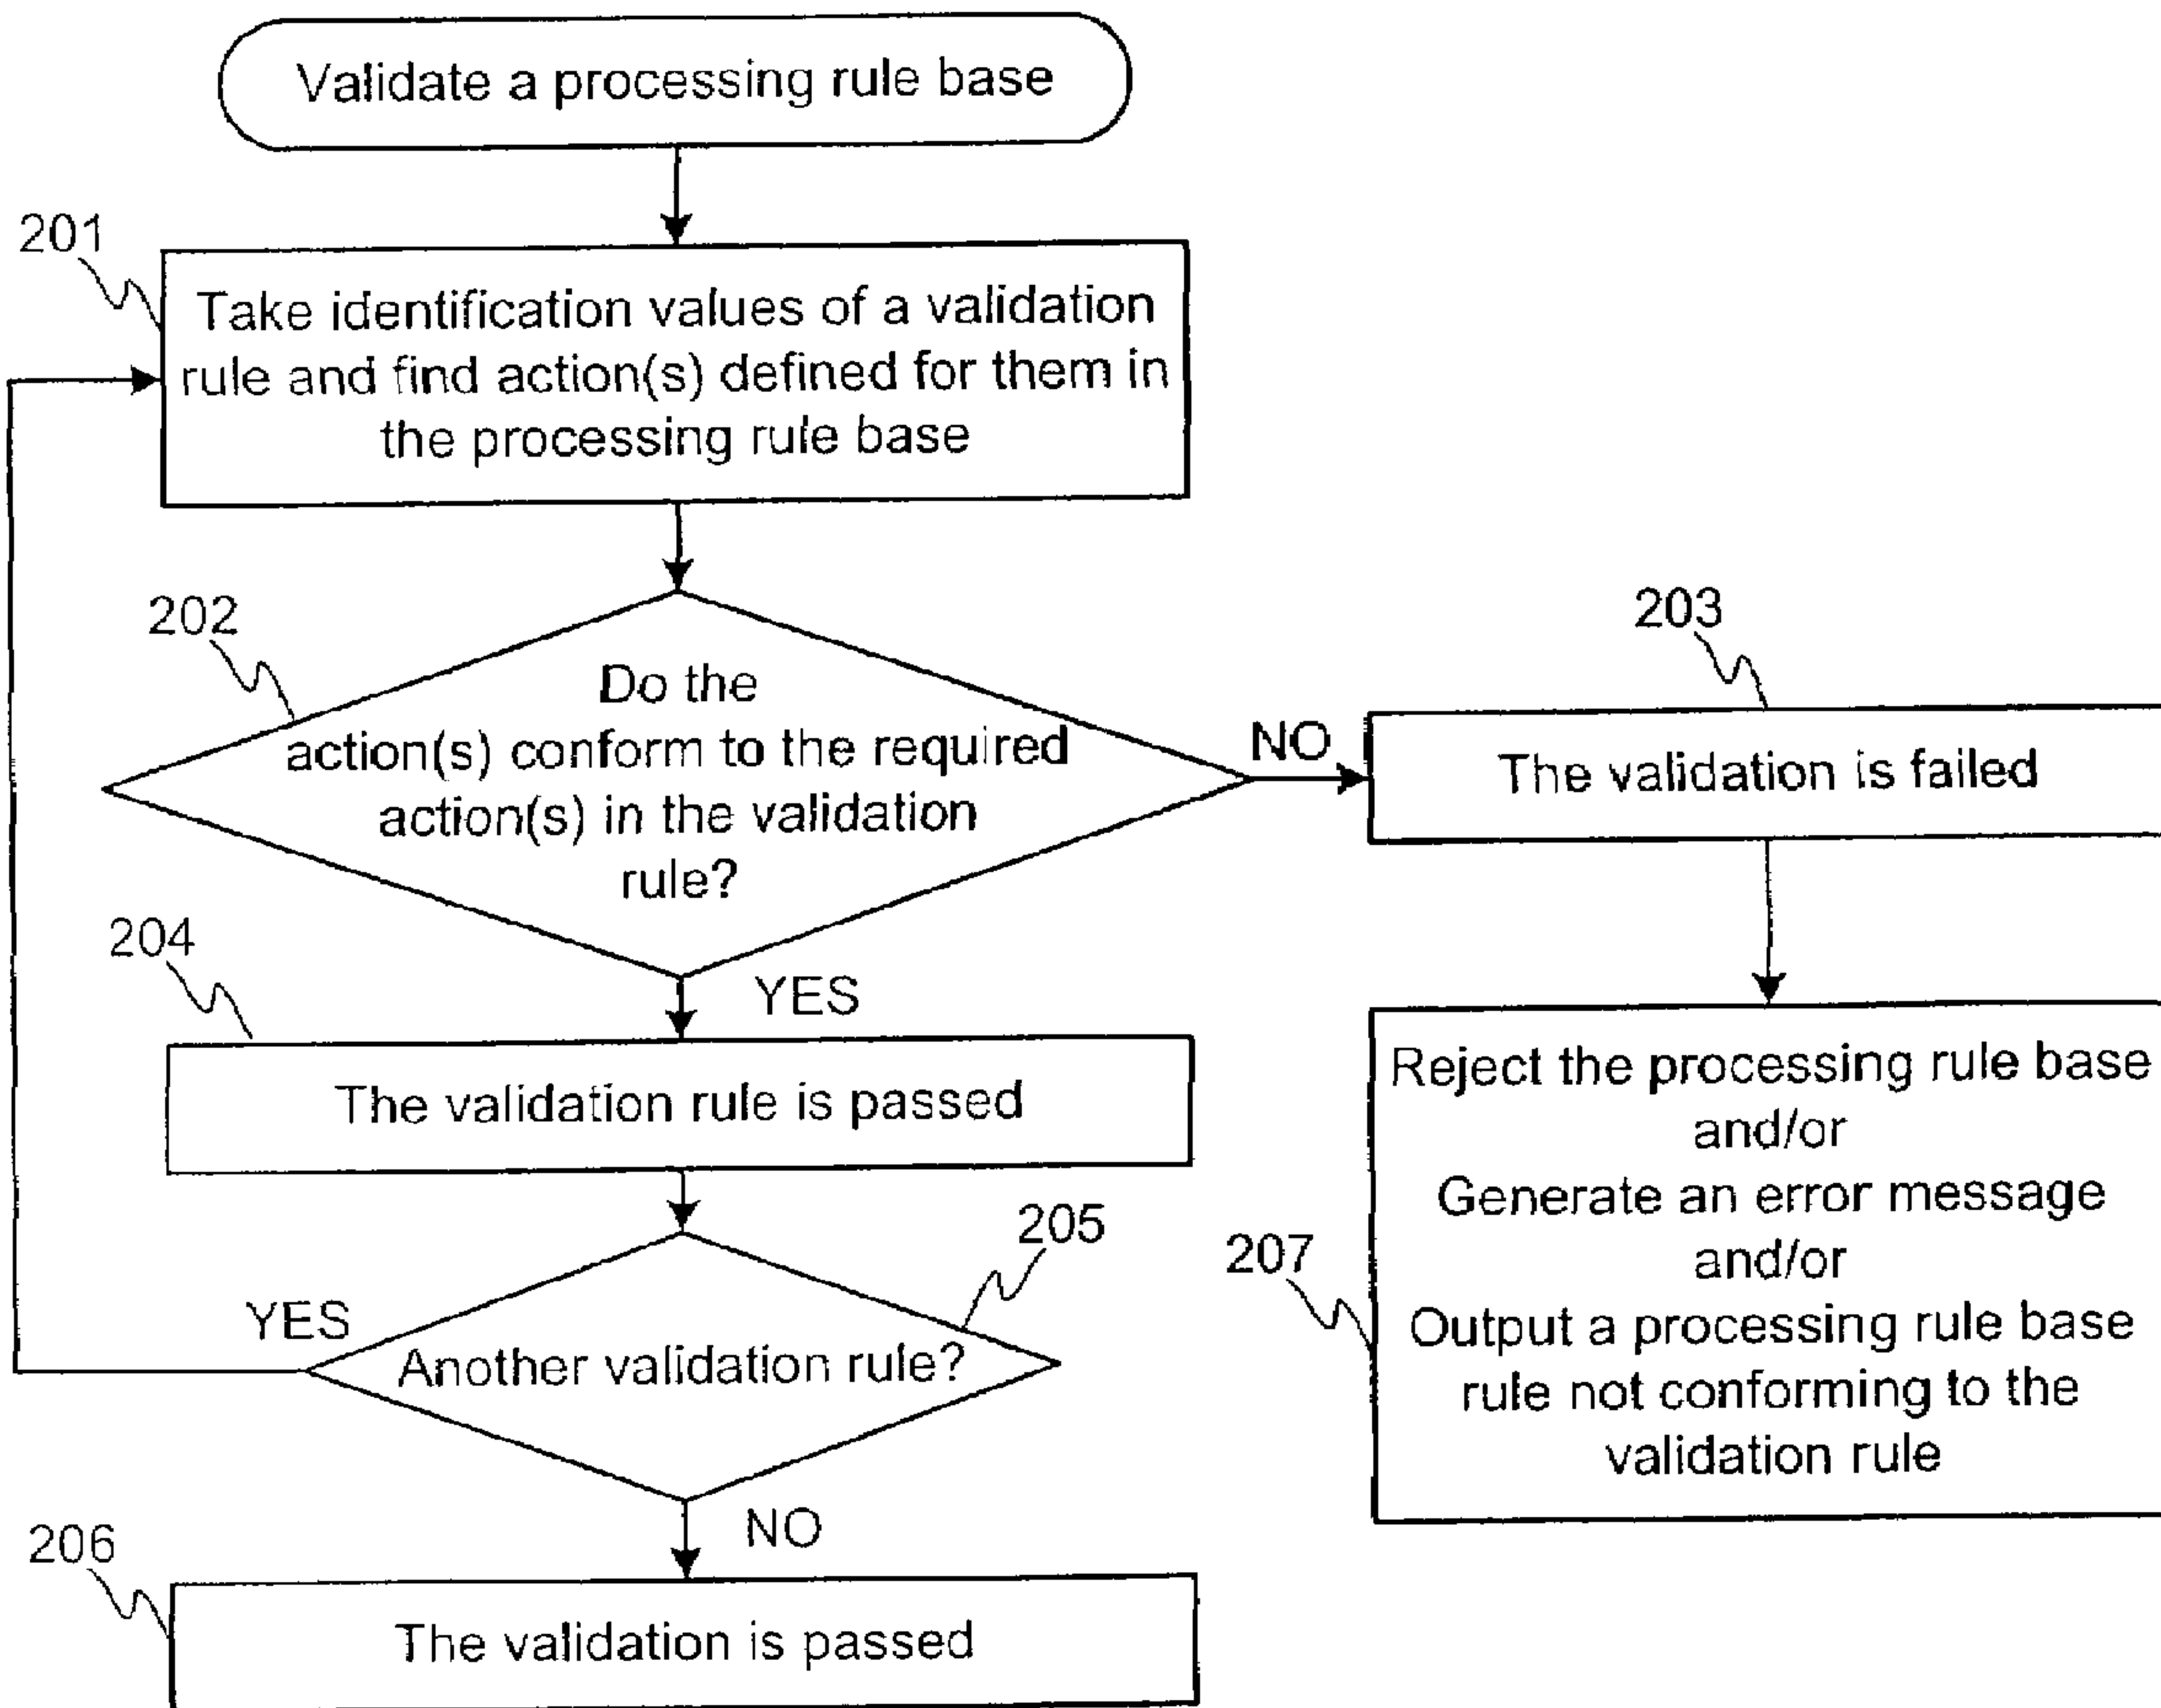 Validate a processing rule base
201
Take identification values of a validation
rule and find action(s) defined for them in
the processing rule base
202
Do the
action(s) conform to the required
action(s) in the validation
rule?
NO
203
The validation is failed
YES
204
The validation rule is passed
205
Another validation rule?
YES
NO
206
The validation is passed
207
Reject the processing rule base
and/or
Generate an error message
and/or
Output a processing rule base
rule not conforming to the
validation rule